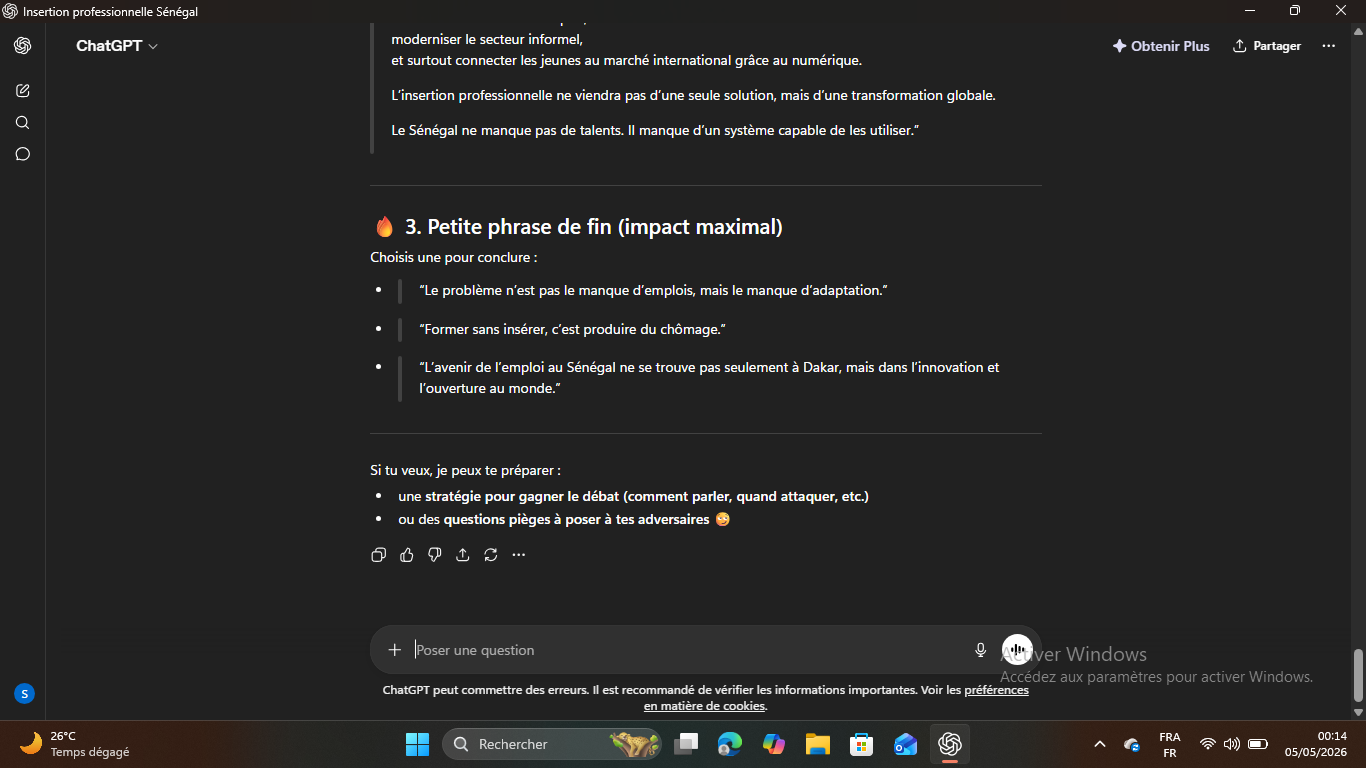 Insertion professionnelle Sénégal
ChatGPT
Obtenir Plus
Partager
moderniser le secteur informel,
et surtout connecter les jeunes au marché international grâce au numérique.
L'insertion professionnelle ne viendra pas d'une seule solution, mais d'une transformation globale.
Le Sénégal ne manque pas de talents. Il manque d'un système capable de les utiliser."
🔥 3. Petite phrase de fin (impact maximal)
Choisis une pour conclure :
• "Le problème n'est pas le manque d'emplois, mais le manque d'adaptation."
• "Former sans insérer, c'est produire du chômage."
• "L'avenir de l'emploi au Sénégal ne se trouve pas seulement à Dakar, mais dans l'innovation et
l'ouverture au monde."
Si tu veux, je peux te préparer :
• une stratégie pour gagner le débat (comment parler, quand attaquer, etc.)
• ou des questions pièges à poser à tes adversaires 😳
Poser une question
Activer Windows
Accédez aux paramètres pour activer Windows.
ChatGPT peut commettre des erreurs. Il est recommandé de vérifier les informations importantes. Voir les préférences
en matière de cookies.
S
26°C
Temps dégagé
Rechercher
FRA
FR
00:14
05/05/2026